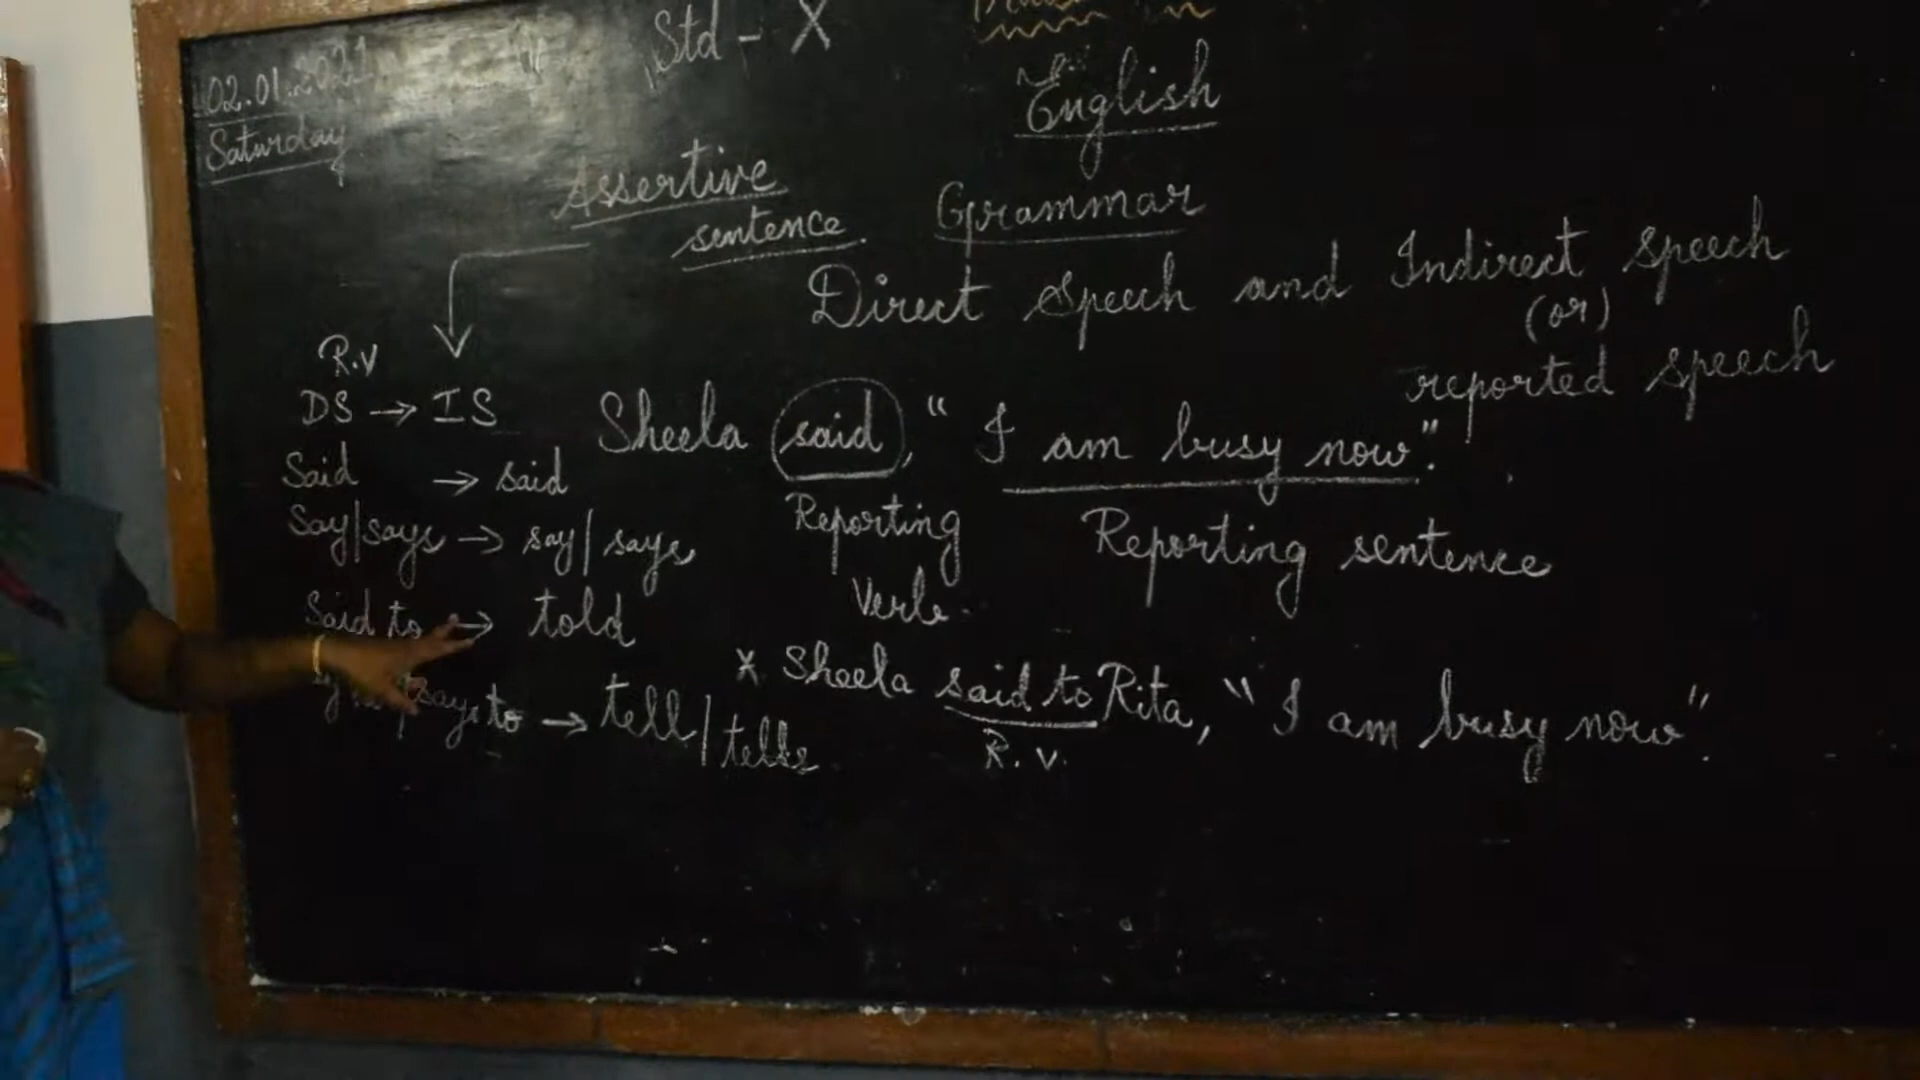 02.01.2021
Saturday
Std - X
English
Assertive
sentence.
Grammar
Direct speech and Indirect speech
(or)
reported speech
R.V
DS → IS
Said → said
Say/says → say/says
Said to → told
says to → tell/tells
Sheela said, "I am busy now".
Reporting
Verb.
Reporting sentence
* Sheela said to Rita, "I am busy now".
R.V.